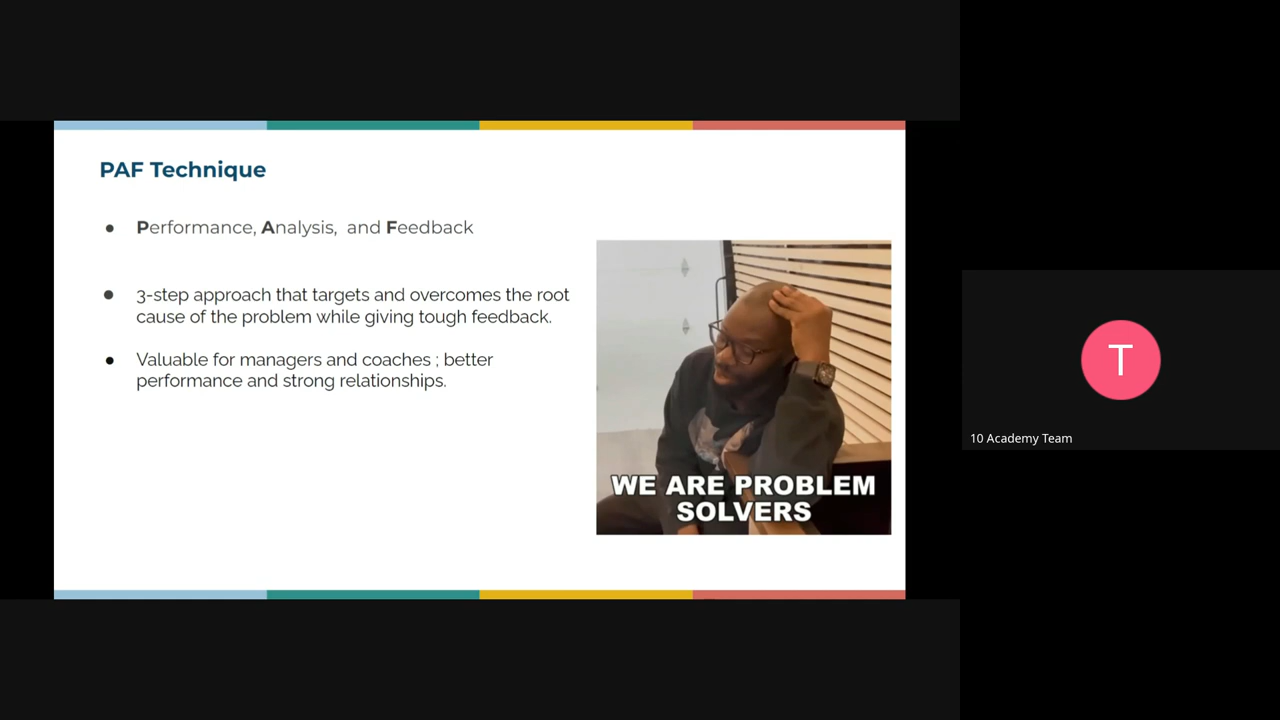 PAF Technique
● Performance, Analysis,  and Feedback
● 3-step approach that targets and overcomes the root
cause of the problem while giving tough feedback.
● Valuable for managers and coaches ; better
performance and strong relationships.
WE ARE PROBLEM
SOLVERS
T
10 Academy Team